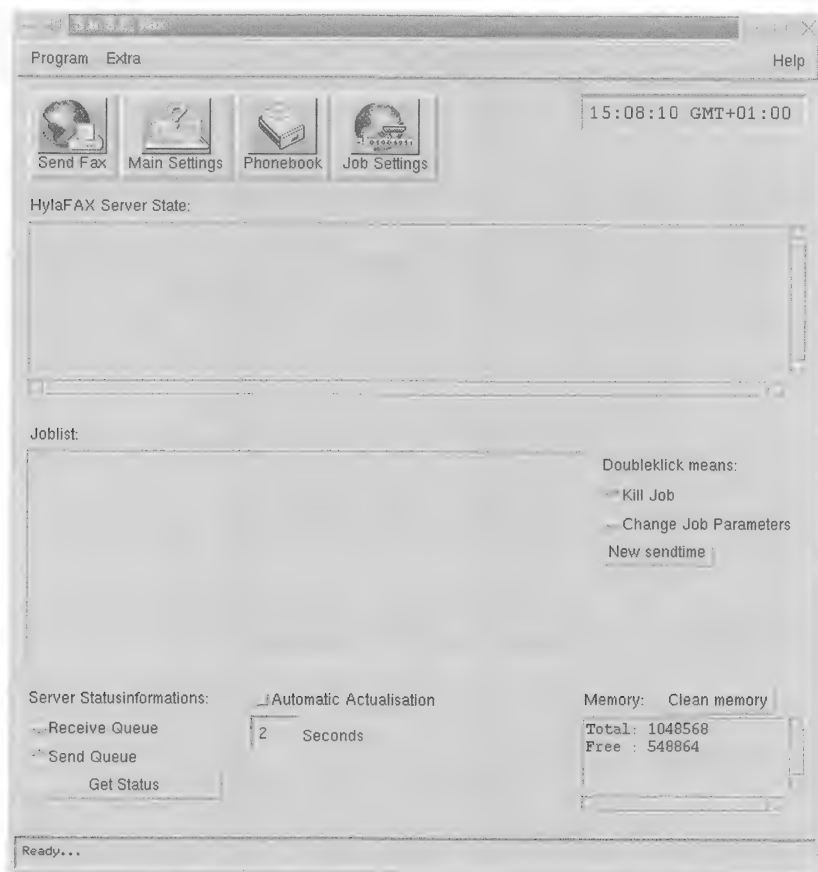 Program Extra
Help
Send Fax
Main Settings
Phonebook
Job Settings
15:08:10 GMT+01:00
HylaFAX Server State:
Joblist:
Doubleklick means:
Kill Job
Change Job Parameters
New sendtime
Server Statusinformations:
Receive Queue
Send Queue
Get Status
Automatic Actualisation
2 Seconds
Memory: Clean memory
Total: 1048568
Free : 548864
Ready...